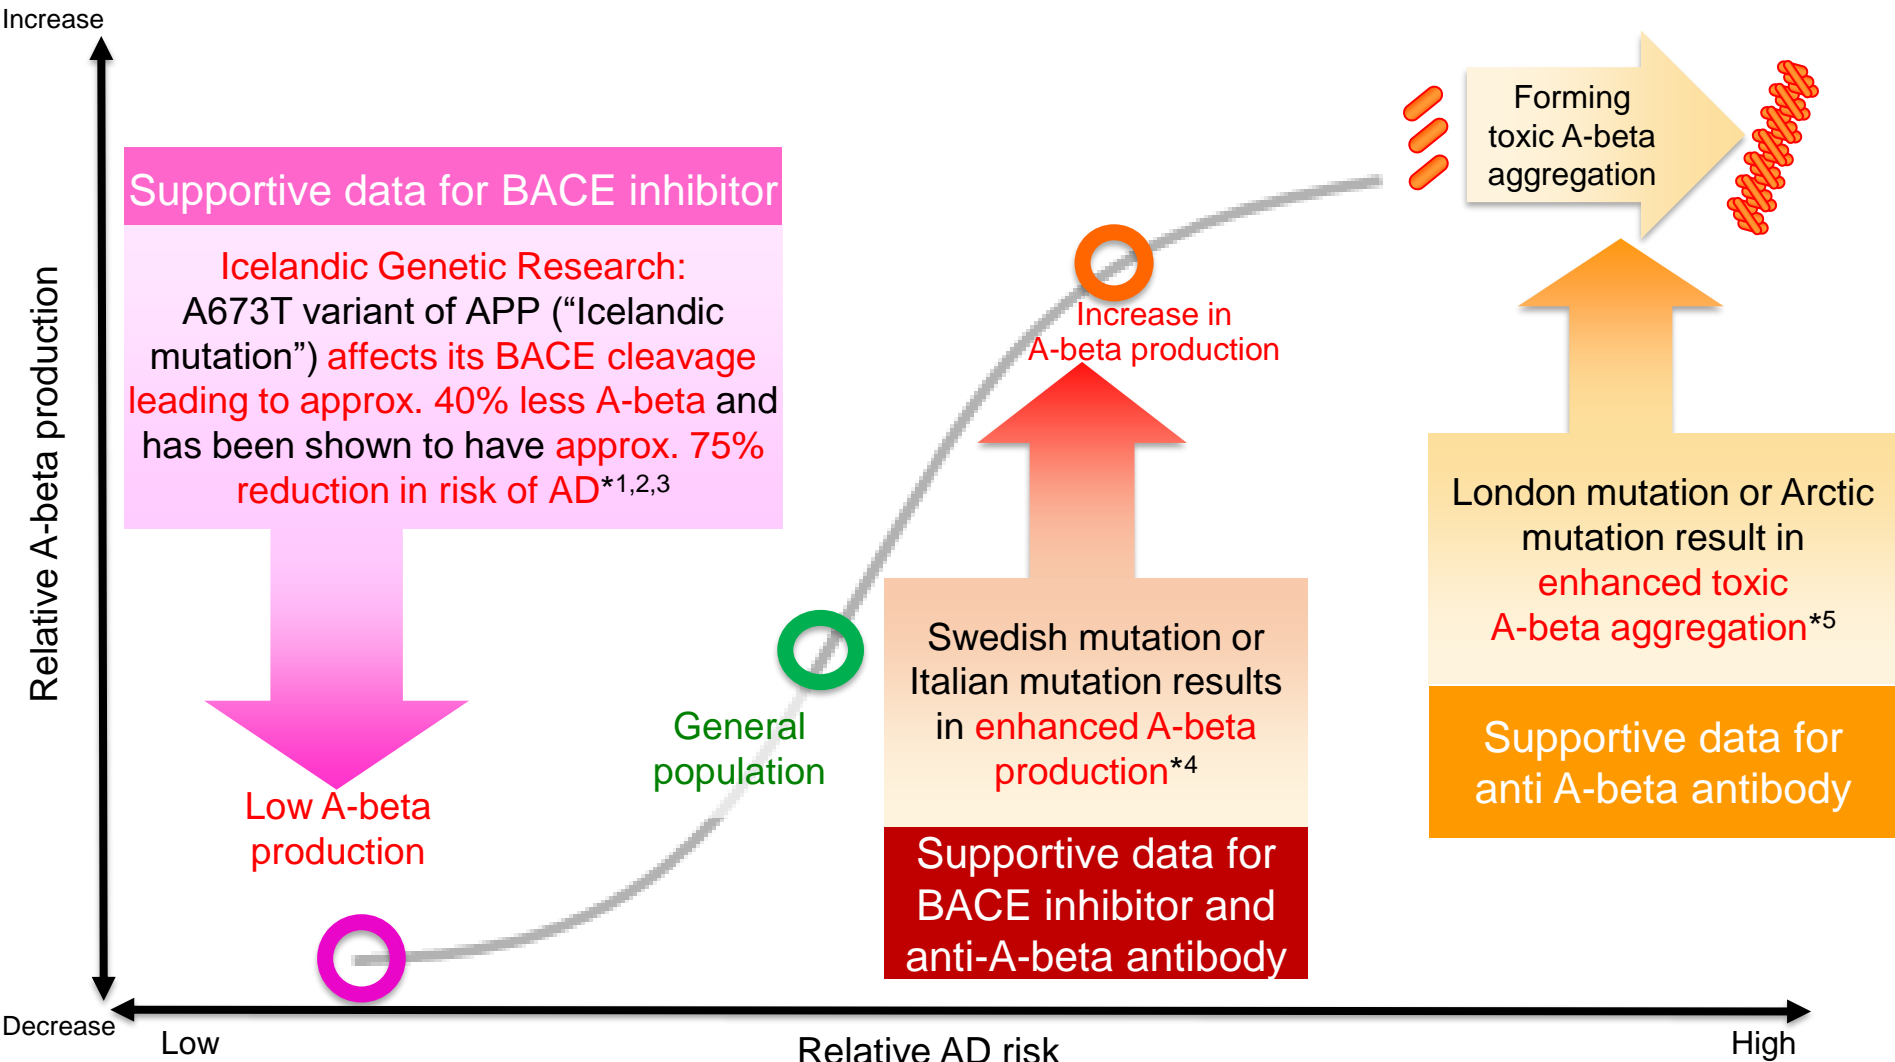 Increase
Relative A-beta production
Decrease
Supportive data for BACE inhibitor
Icelandic Genetic Research:
A673T variant of APP (“Icelandic
mutation”) affects its BACE cleavage
leading to approx. 40% less A-beta and
has been shown to have approx. 75%
reduction in risk of AD*1,2,3
Low A-beta
production
General
population
Increase in
A-beta production
Swedish mutation or
Italian mutation results
in enhanced A-beta
production*4
Supportive data for
BACE inhibitor and
anti-A-beta antibody
Forming
toxic A-beta
aggregation
London mutation or Arctic
mutation result in
enhanced toxic
A-beta aggregation*5
Supportive data for
anti A-beta antibody
Low
Relative AD risk
High